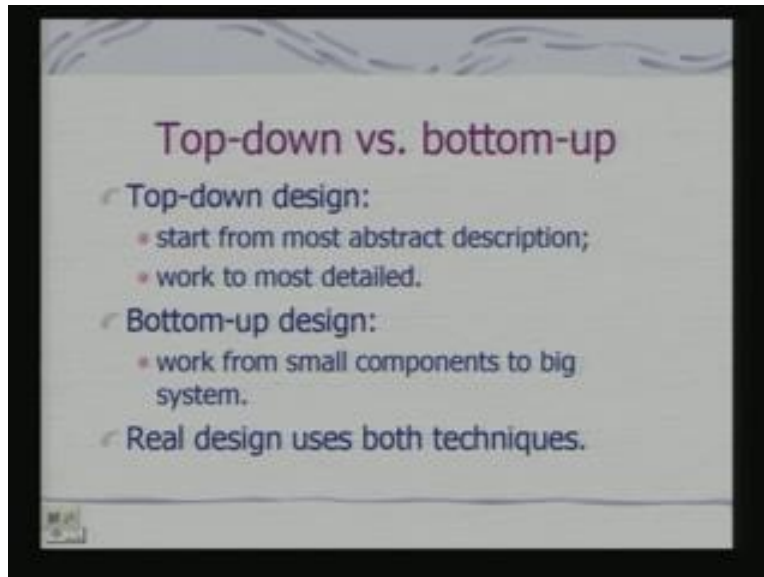 Top-down vs. bottom-up
Top-down design:
start from most abstract description;
work to most detailed.
Bottom-up design:
work from small components to big
system.
Real design uses both techniques.